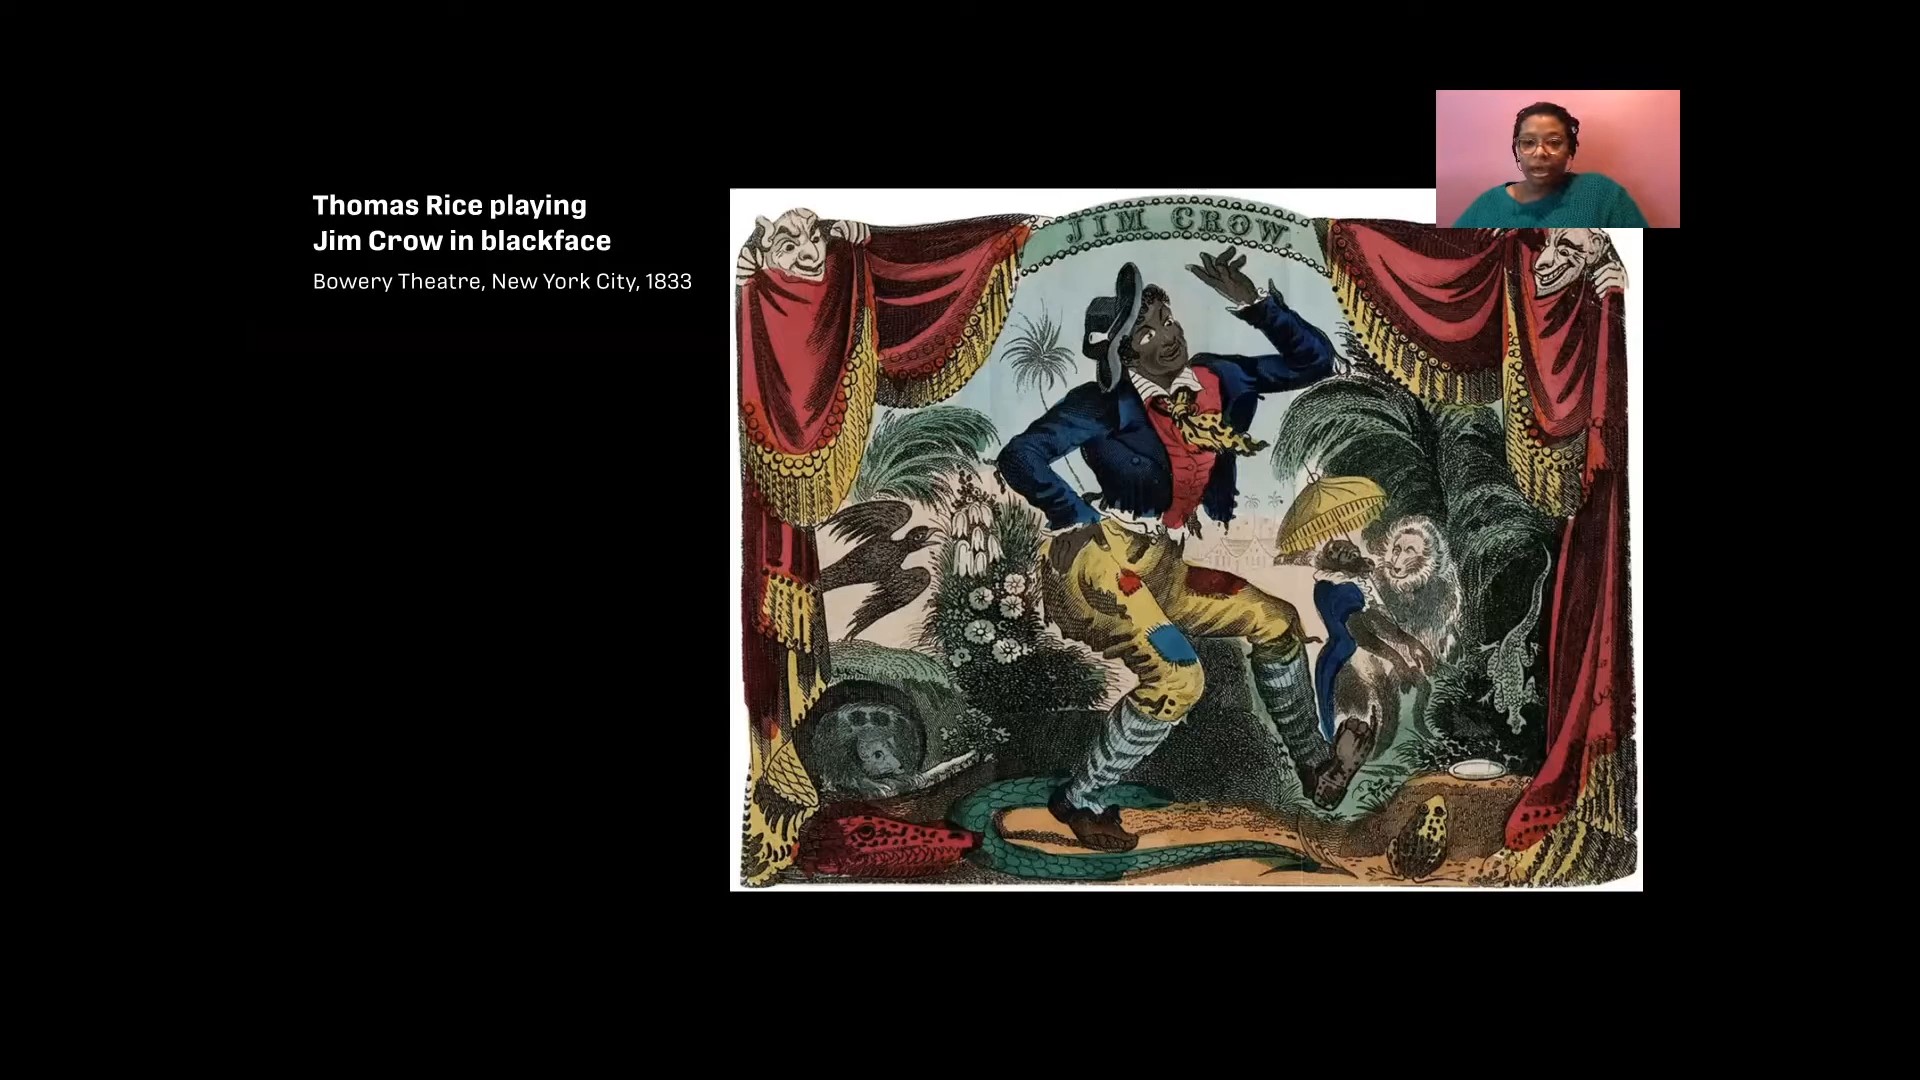 Thomas Rice playing
Jim Crow in blackface
Bowery Theatre, New York City, 1833
JIM CROW